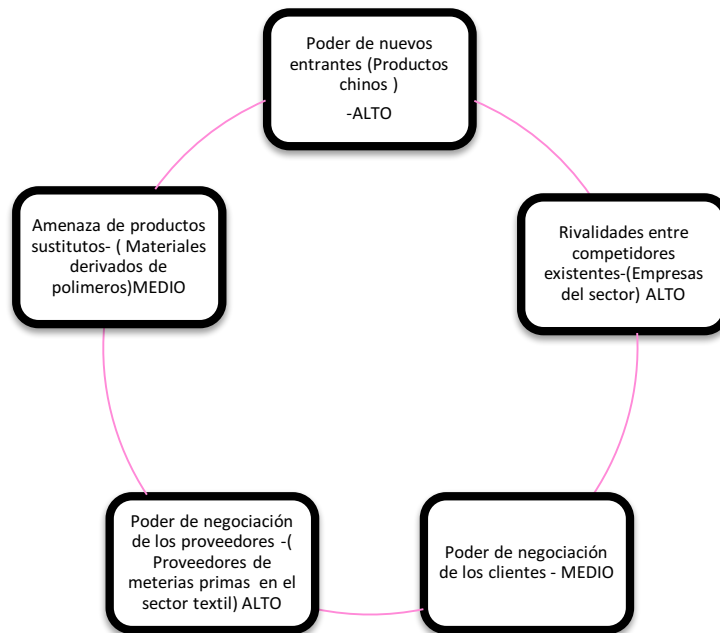 Poder de nuevos
entrantes (Productos
chinos )
-ALTO
Rivalidades entre
competidores
existentes-(Empresas
del sector) ALTO
Poder de negociación
de los clientes - MEDIO
Poder de negociación
de los proveedores -(
Proveedores de
meterias primas en el
sector textil) ALTO
Amenaza de productos
sustitutos- ( Materiales
derivados de
polimeros)MEDIO